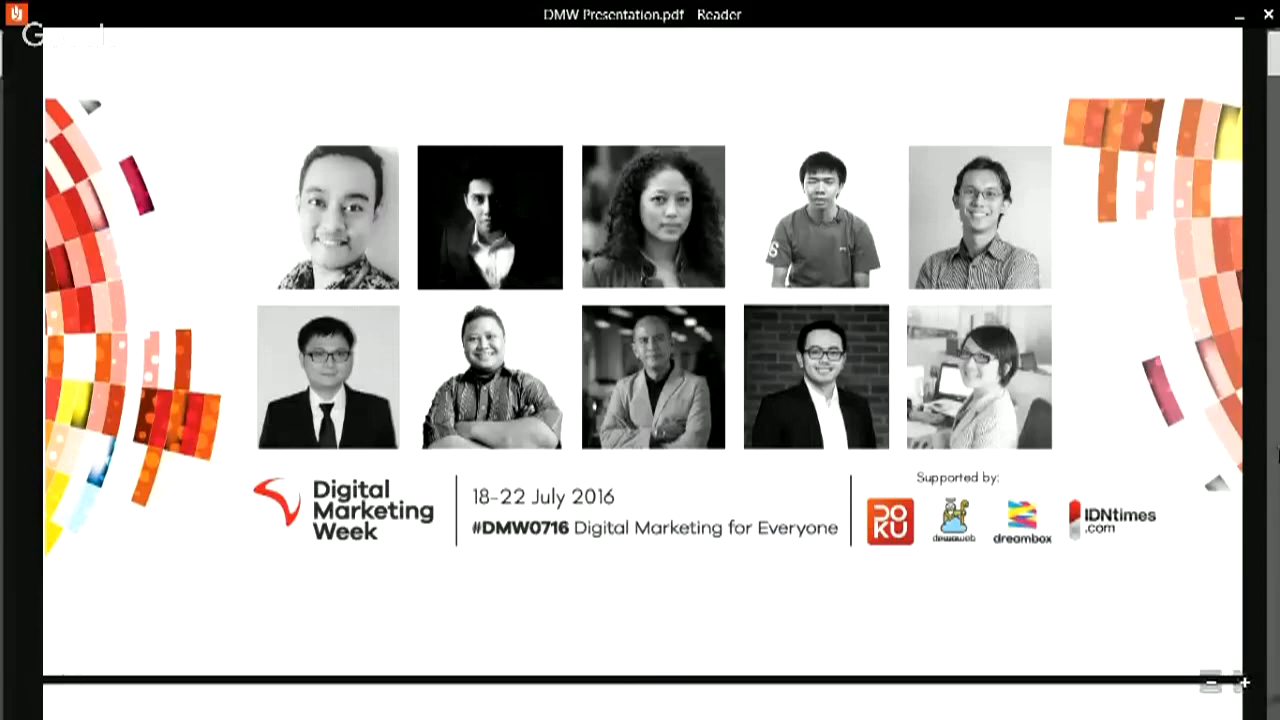 DMW Presentation.pdf - Reader
Digital
Marketing
Week
18-22 July 2016
#DMW0716 Digital Marketing for Everyone
Supported by:
DO
KU
dewaweb
dreambox
IDNtimes
.com